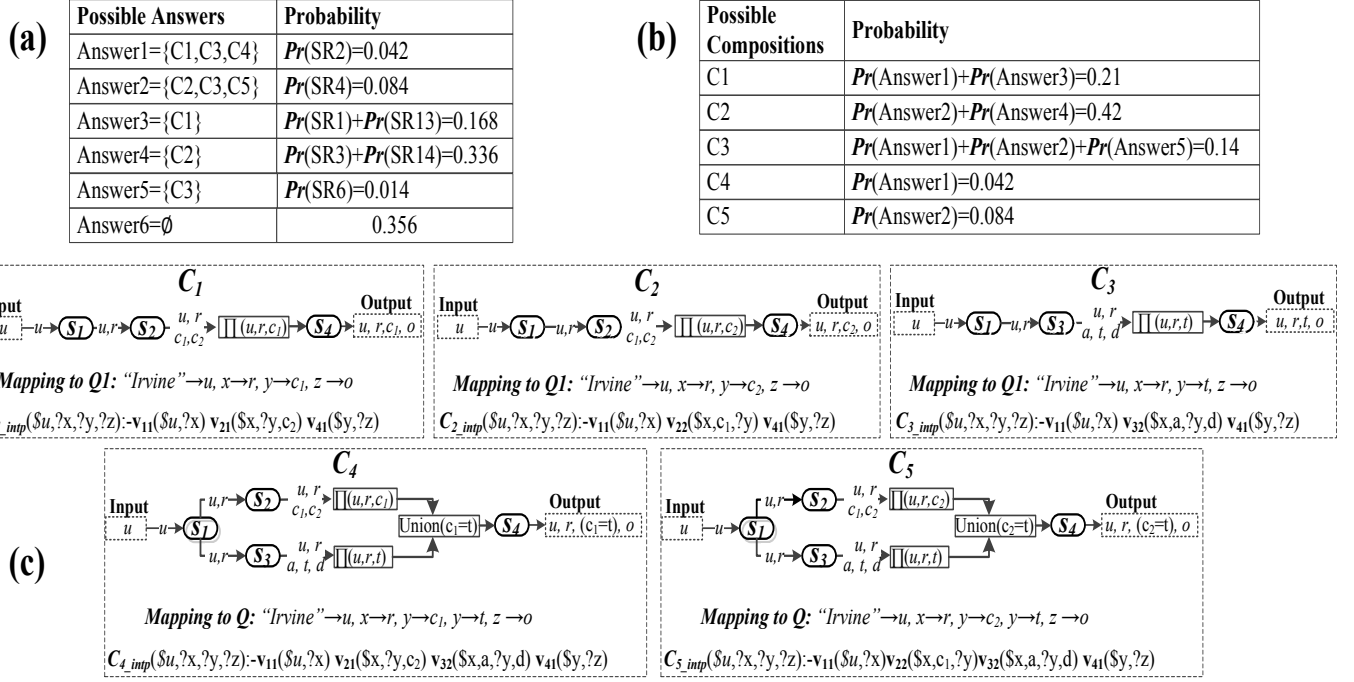 (a)
Possible Answers Probability
Answer1={C1,C3,C4} Pr(SR2)=0.042
Answer2={C2,C3,C5} Pr(SR4)=0.084
Answer3={C1} Pr(SR1)+Pr(SR13)=0.168
Answer4={C2} Pr(SR3)+Pr(SR14)=0.336
Answer5={C3} Pr(SR6)=0.014
Answer6=∅ 0.356
(b)
Possible
Compositions Probability
C1 Pr(Answer1)+Pr(Answer3)=0.21
C2 Pr(Answer2)+Pr(Answer4)=0.42
C3 Pr(Answer1)+Pr(Answer2)+Pr(Answer5)=0.14
C4 Pr(Answer1)=0.042
C5 Pr(Answer2)=0.084
(c)
C1
put Output
u u S1 u,r S2 u, r c1,c2 ∏(u,r,c1) S4 u, r,c1, o
Mapping to Q1: “Irvine”→u, x→r, y→c1, z→o
_intp($u,?x,?y,?z):-v11($u,?x) v21($x,?y,c2) v41($y,?z)
C2
Input Output
u u S1 u,r S2 u, r c1,c2 ∏(u,r,c2) S4 u, r,c2, o
Mapping to Q1: “Irvine”→u, x→r, y→c2, z→o
C2_intp($u,?x,?y,?z):-v11($u,?x) v22($x,c1,?y) v41($y,?z)
C3
Input Output
u u S1 u,r S3 u, r a, t, d ∏(u,r,t) S4 u, r,t, o
Mapping to Q1: “Irvine”→u, x→r, y→t, z→o
C3_intp($u,?x,?y,?z):-v11($u,?x) v32($x,a,?y,d) v41($y,?z)
C4
Input Output
u,r S2 u, r c1,c2 ∏(u,r,c1)
u u S1 Union(c1=t) S4 u, r, (c1=t), o
u,r S3 u, r a, t, d ∏(u,r,t)
Mapping to Q: “Irvine”→u, x→r, y→c1, y→t, z→o
C4_intp($u,?x,?y,?z):-v11($u,?x) v21($x,?y,c2) v32($x,a,?y,d) v41($y,?z)
C5
Input Output
u,r S2 u, r c1,c2 ∏(u,r,c2)
u u S1 Union(c2=t) S4 u, r, (c2=t), o
u,r S3 u, r a, t, d ∏(u,r,t)
Mapping to Q: “Irvine”→u, x→r, y→c2, y→t, z→o
C5_intp($u,?x,?y,?z):-v11($u,?x)v22($x,c1,?y)v32($x,a,?y,d) v41($y,?z)